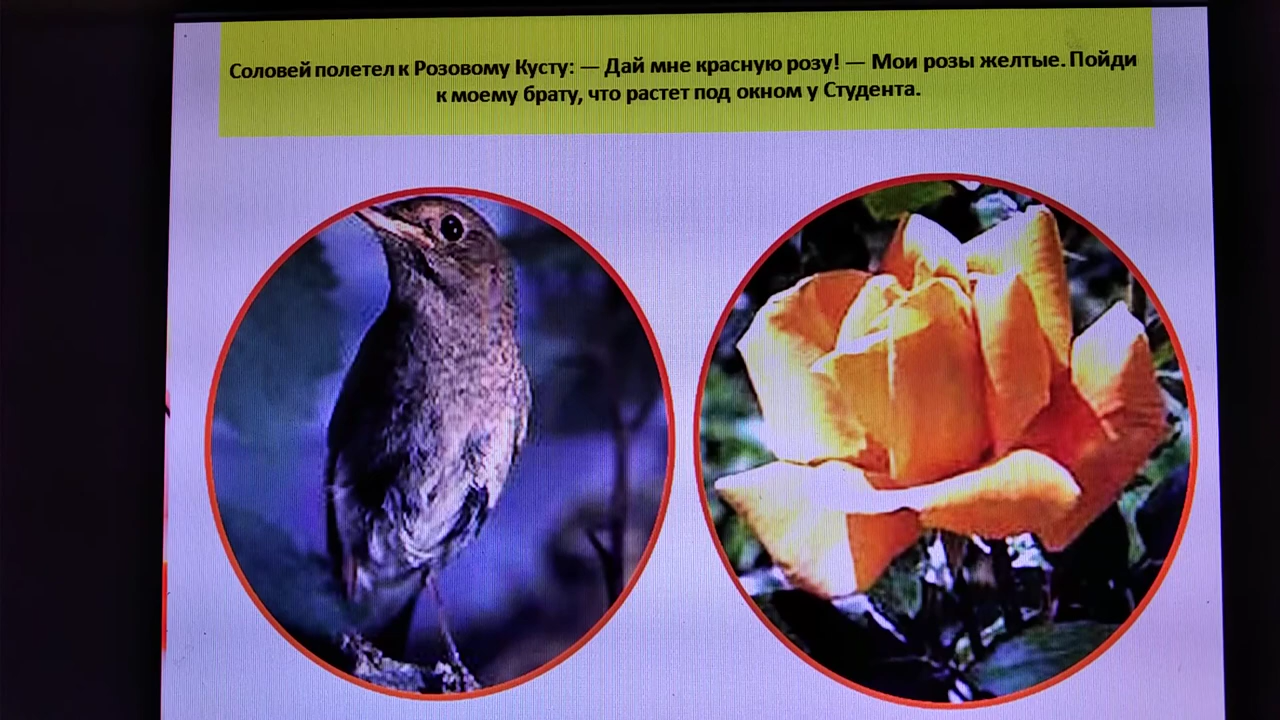 Соловей полетел к Розовому Кусту: — Дай мне красную розу! — Мои розы желтые. Пойди
к моему брату, что растет под окном у Студента.